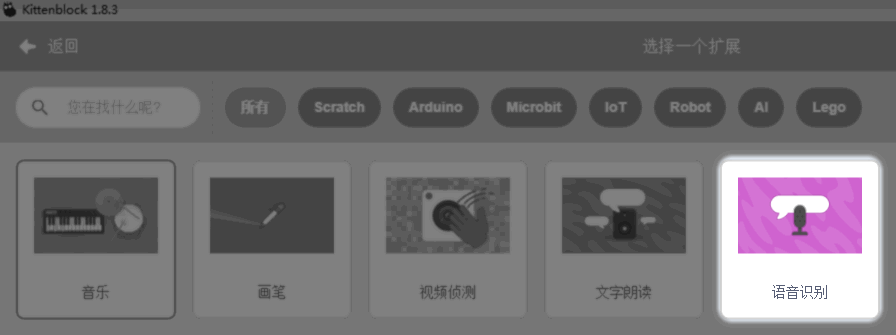 Kittenblock 1.8.3
返回 选择一个扩展
您在找什么呢? 所有 Scratch Arduino Microbit IoT Robot AI Lego
音乐 画笔 视频侦测 文字朗读 语音识别